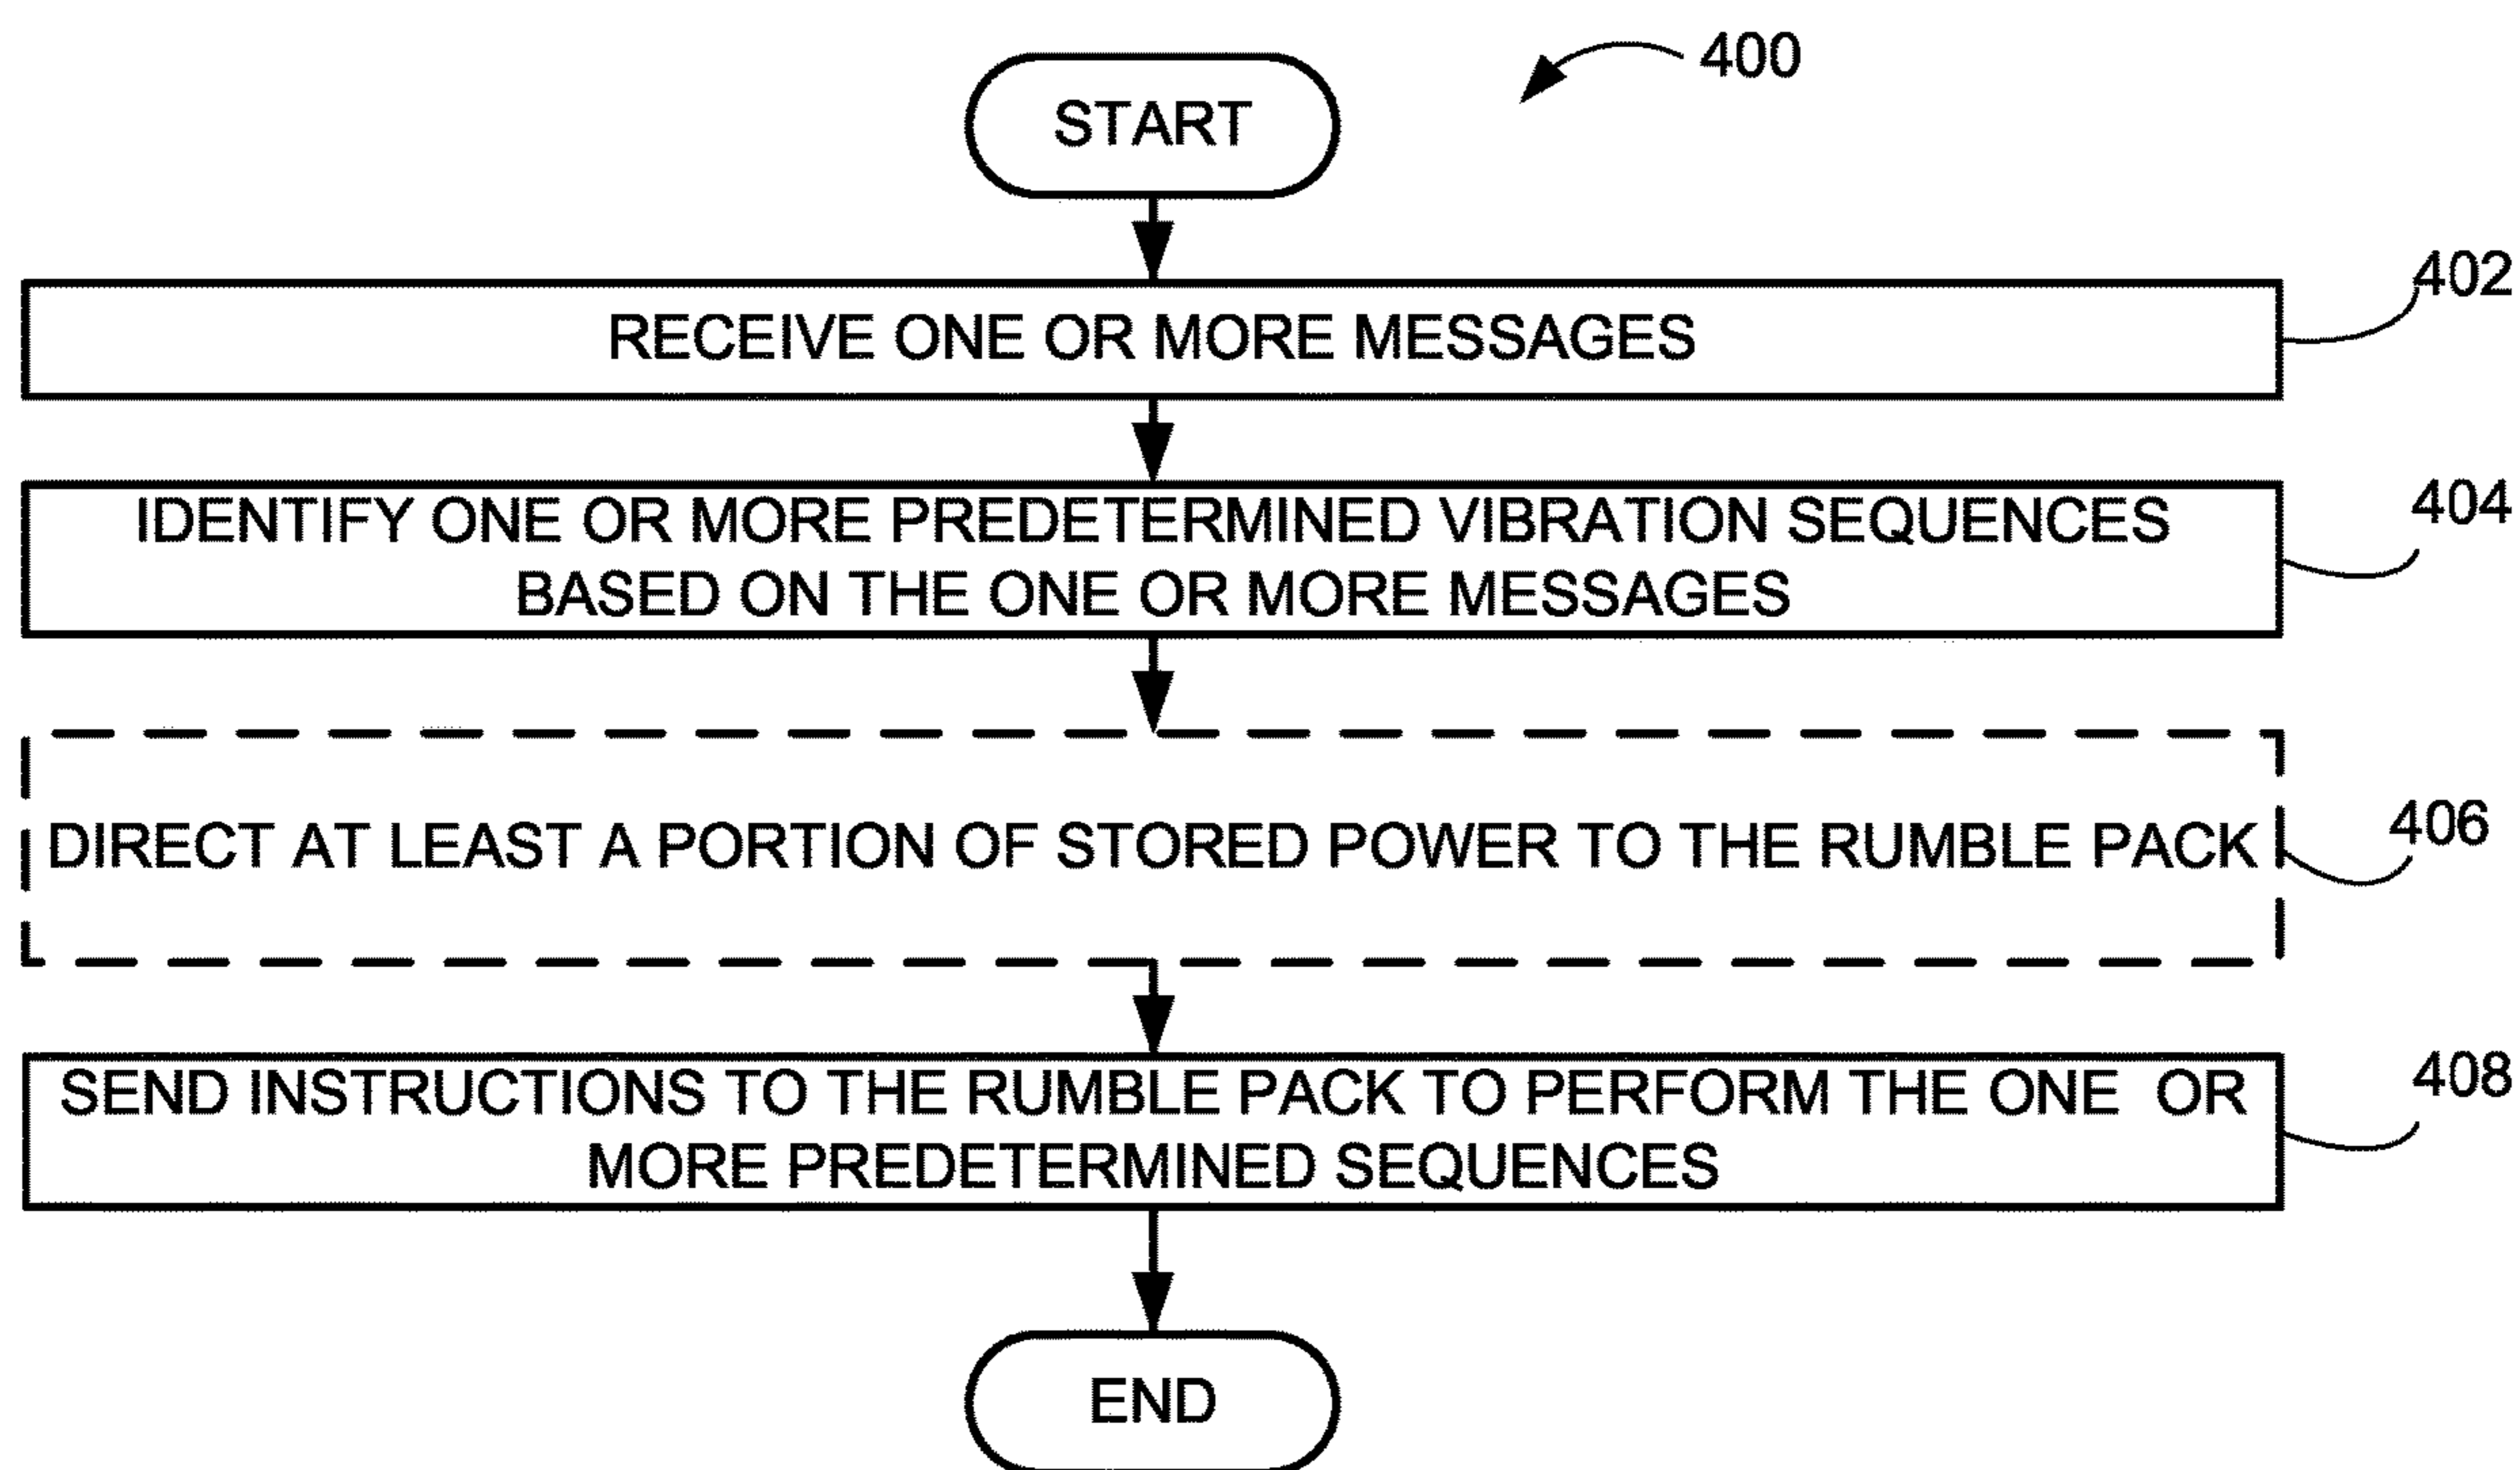 400
START
402
RECEIVE ONE OR MORE MESSAGES
404
IDENTIFY ONE OR MORE PREDETERMINED VIBRATION SEQUENCES
BASED ON THE ONE OR MORE MESSAGES
406
DIRECT AT LEAST A PORTION OF STORED POWER TO THE RUMBLE PACK
408
SEND INSTRUCTIONS TO THE RUMBLE PACK TO PERFORM THE ONE OR
MORE PREDETERMINED SEQUENCES
END